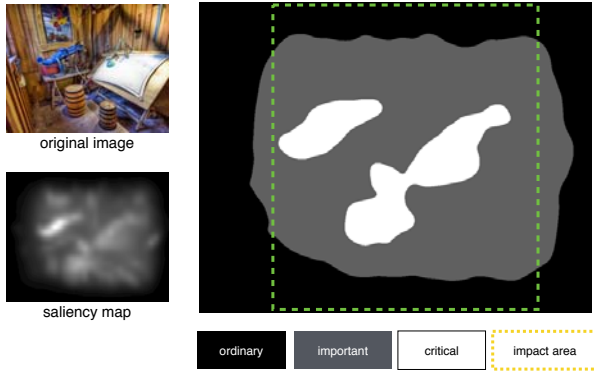 original image
saliency map
ordinary
important
critical
impact area